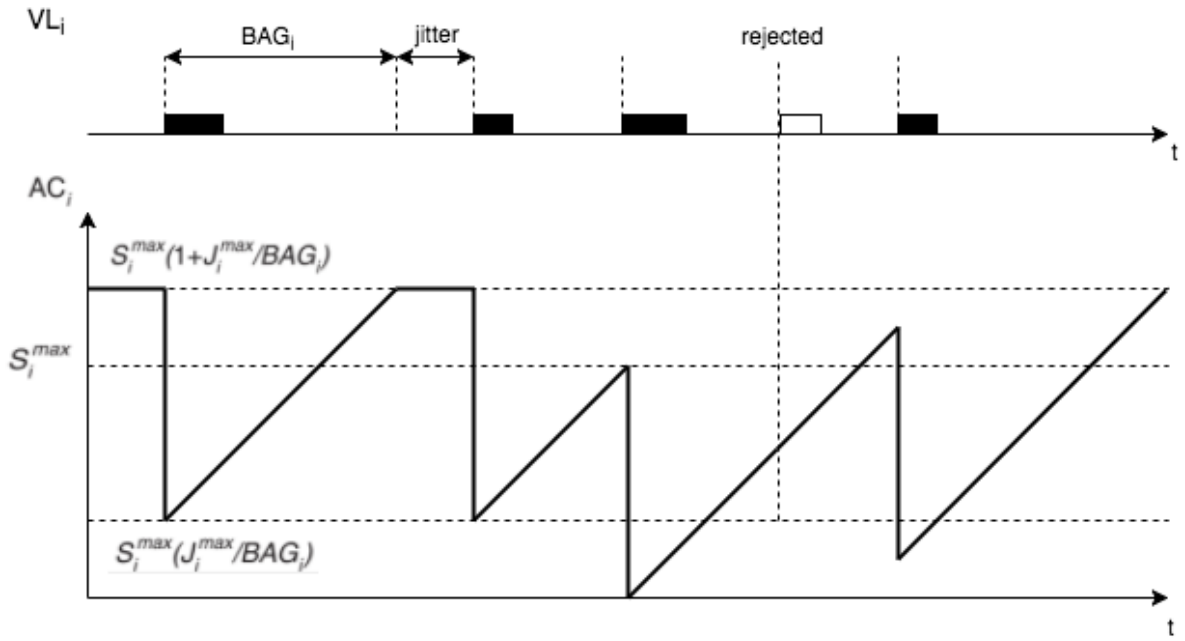 VLᵢ
BAGᵢ
jitter
rejected
t
ACᵢ
Sᵢᵐᵃˣ(1+Jᵢᵐᵃˣ/BAGᵢ)
Sᵢᵐᵃˣ
Sᵢᵐᵃˣ(Jᵢᵐᵃˣ/BAGᵢ)
t